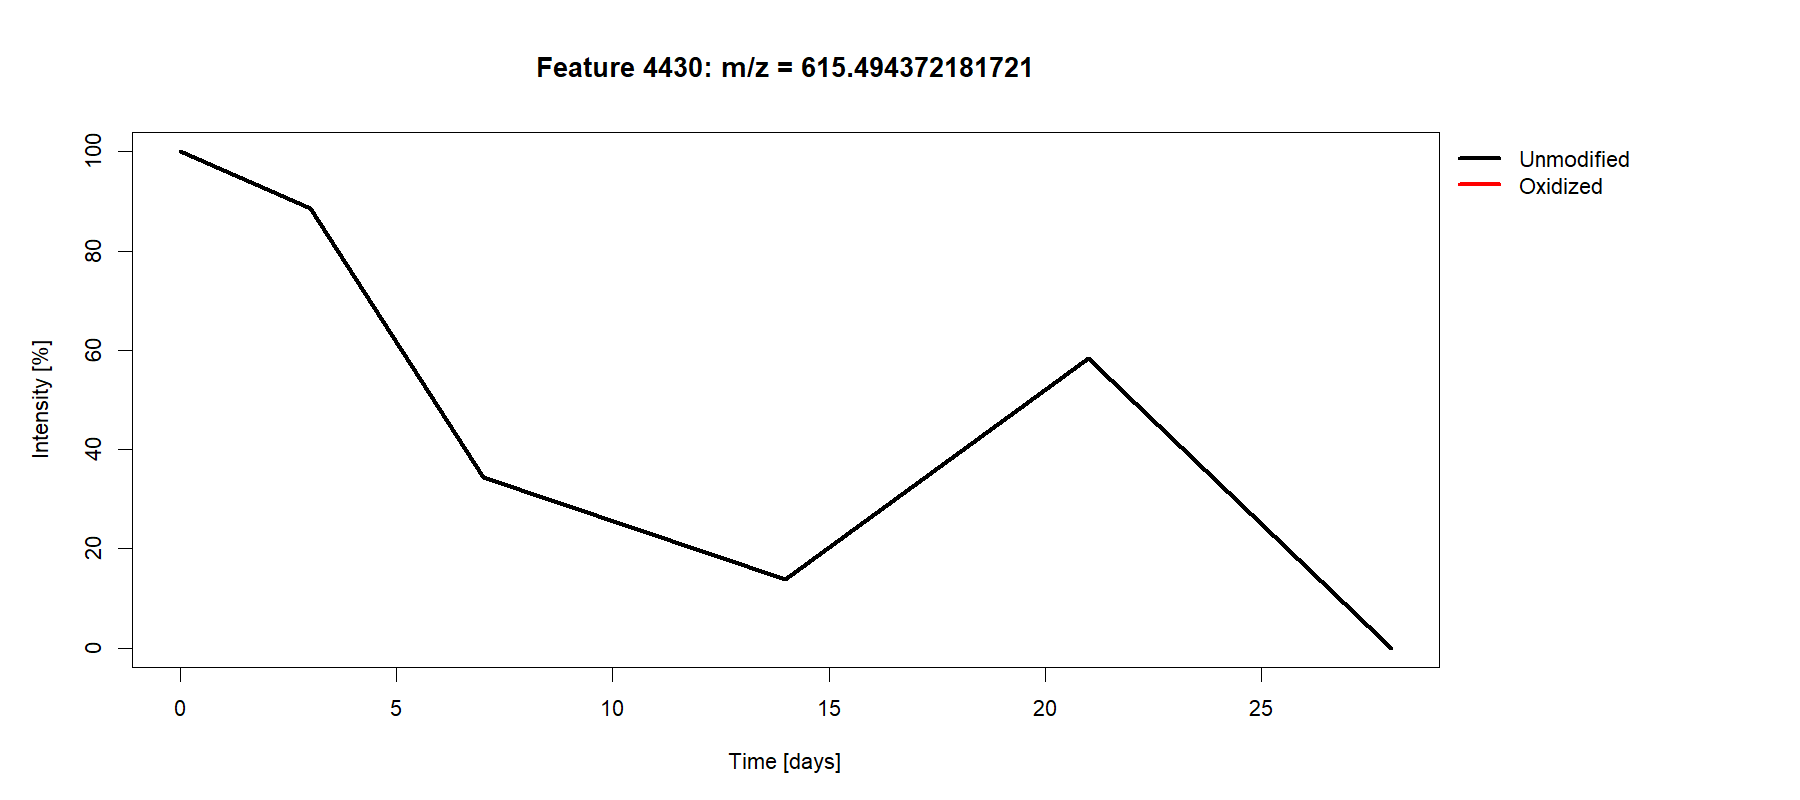 Feature 4430: m/z = 615.494372181721
Unmodified
Oxidized
Intensity [%]
100
80
60
40
20
0
0 5 10 15 20 25
Time [days]